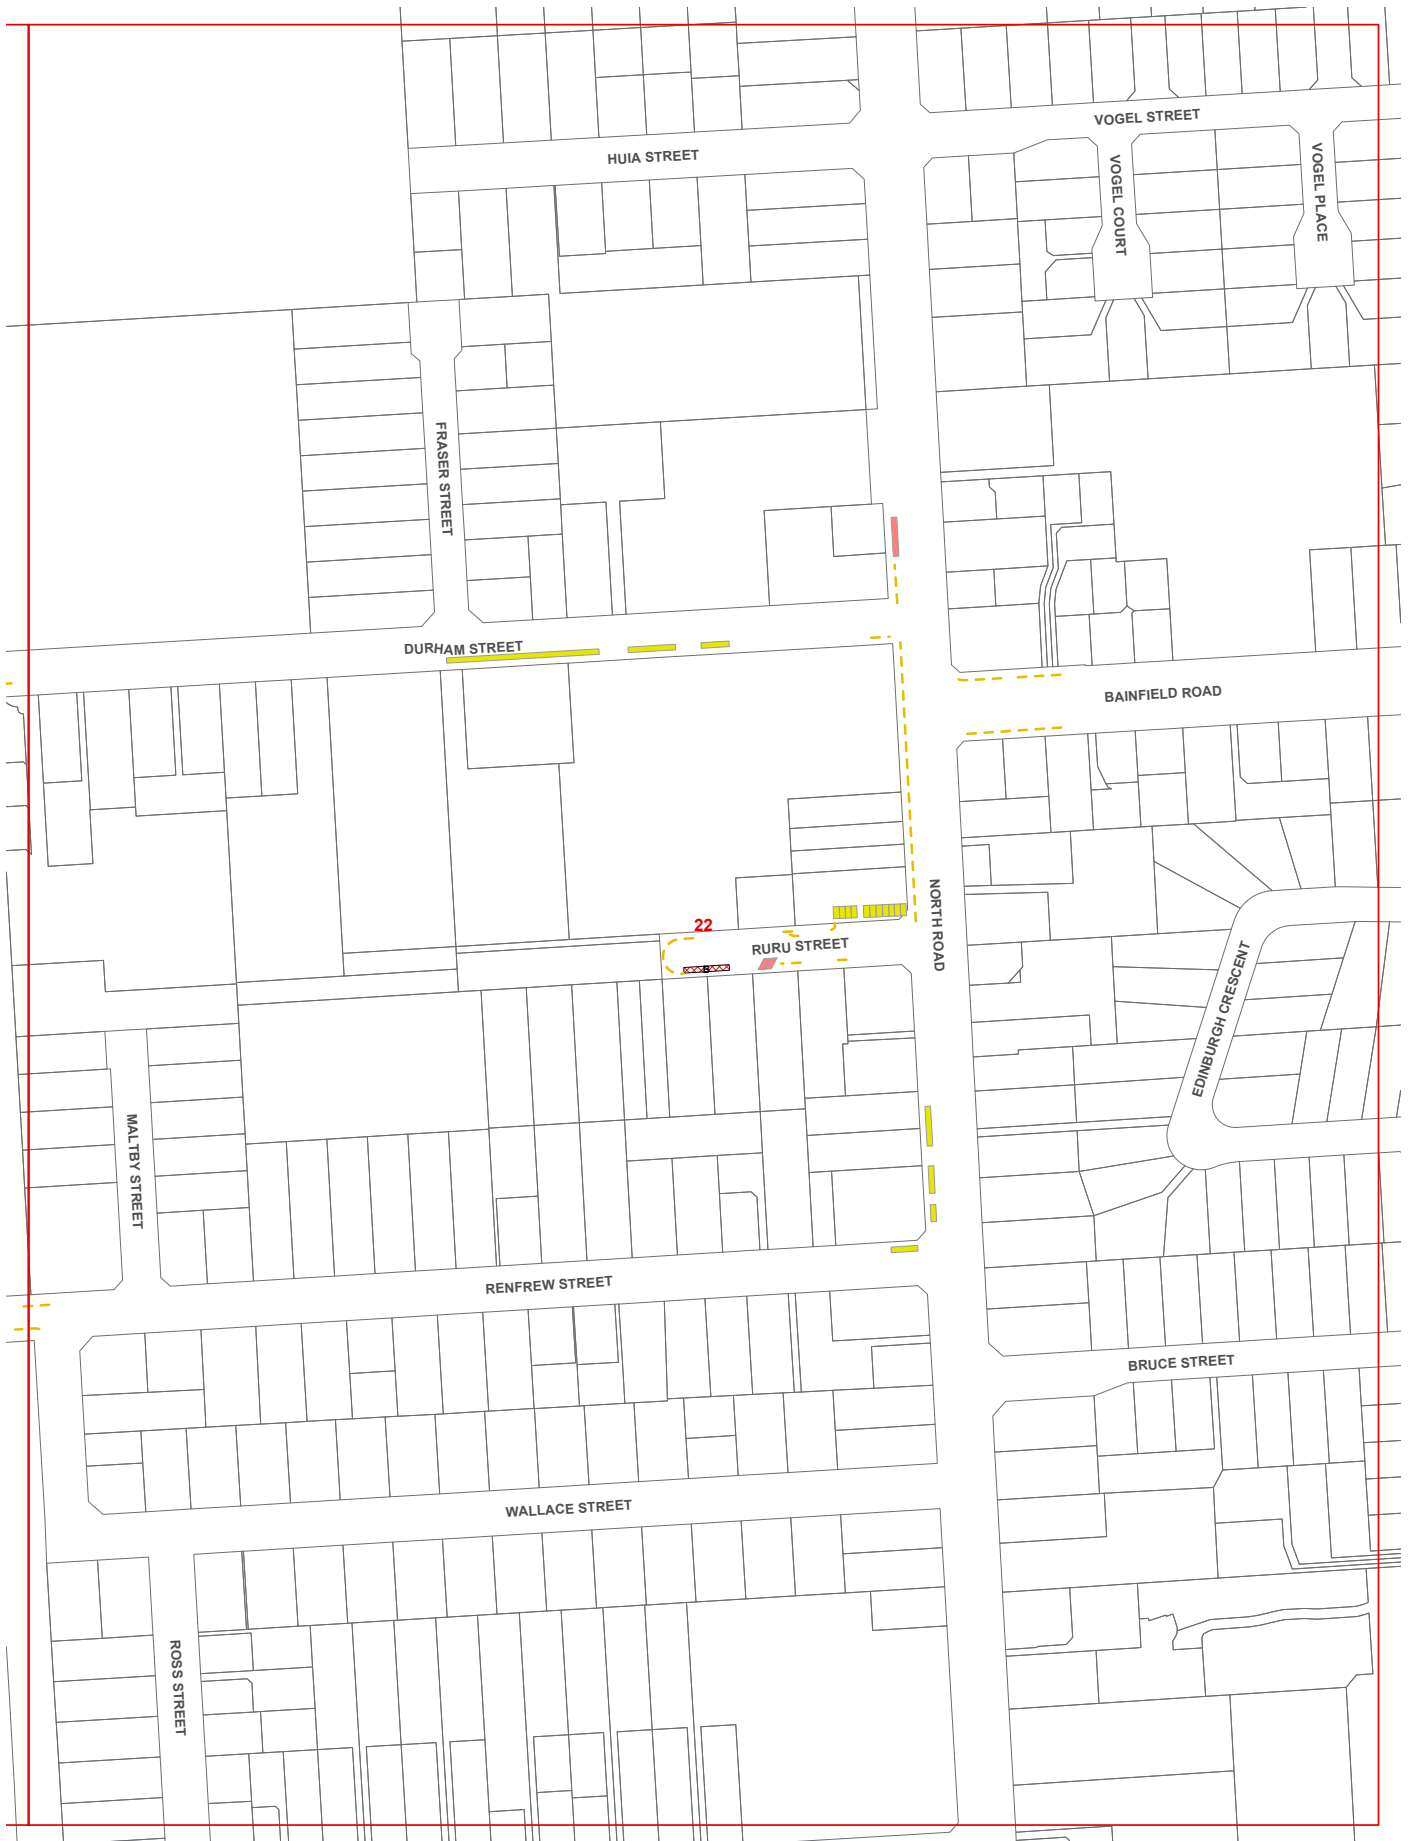 VOGEL STREET
HUIA STREET
VOGEL COURT
VOGEL PLACE
FRASER STREET
DURHAM STREET
BAINFIELD ROAD
NORTH ROAD
22
RURU STREET
B
EDINBURGH CRESCENT
MALTBY STREET
RENFREW STREET
BRUCE STREET
WALLACE STREET
ROSS STREET